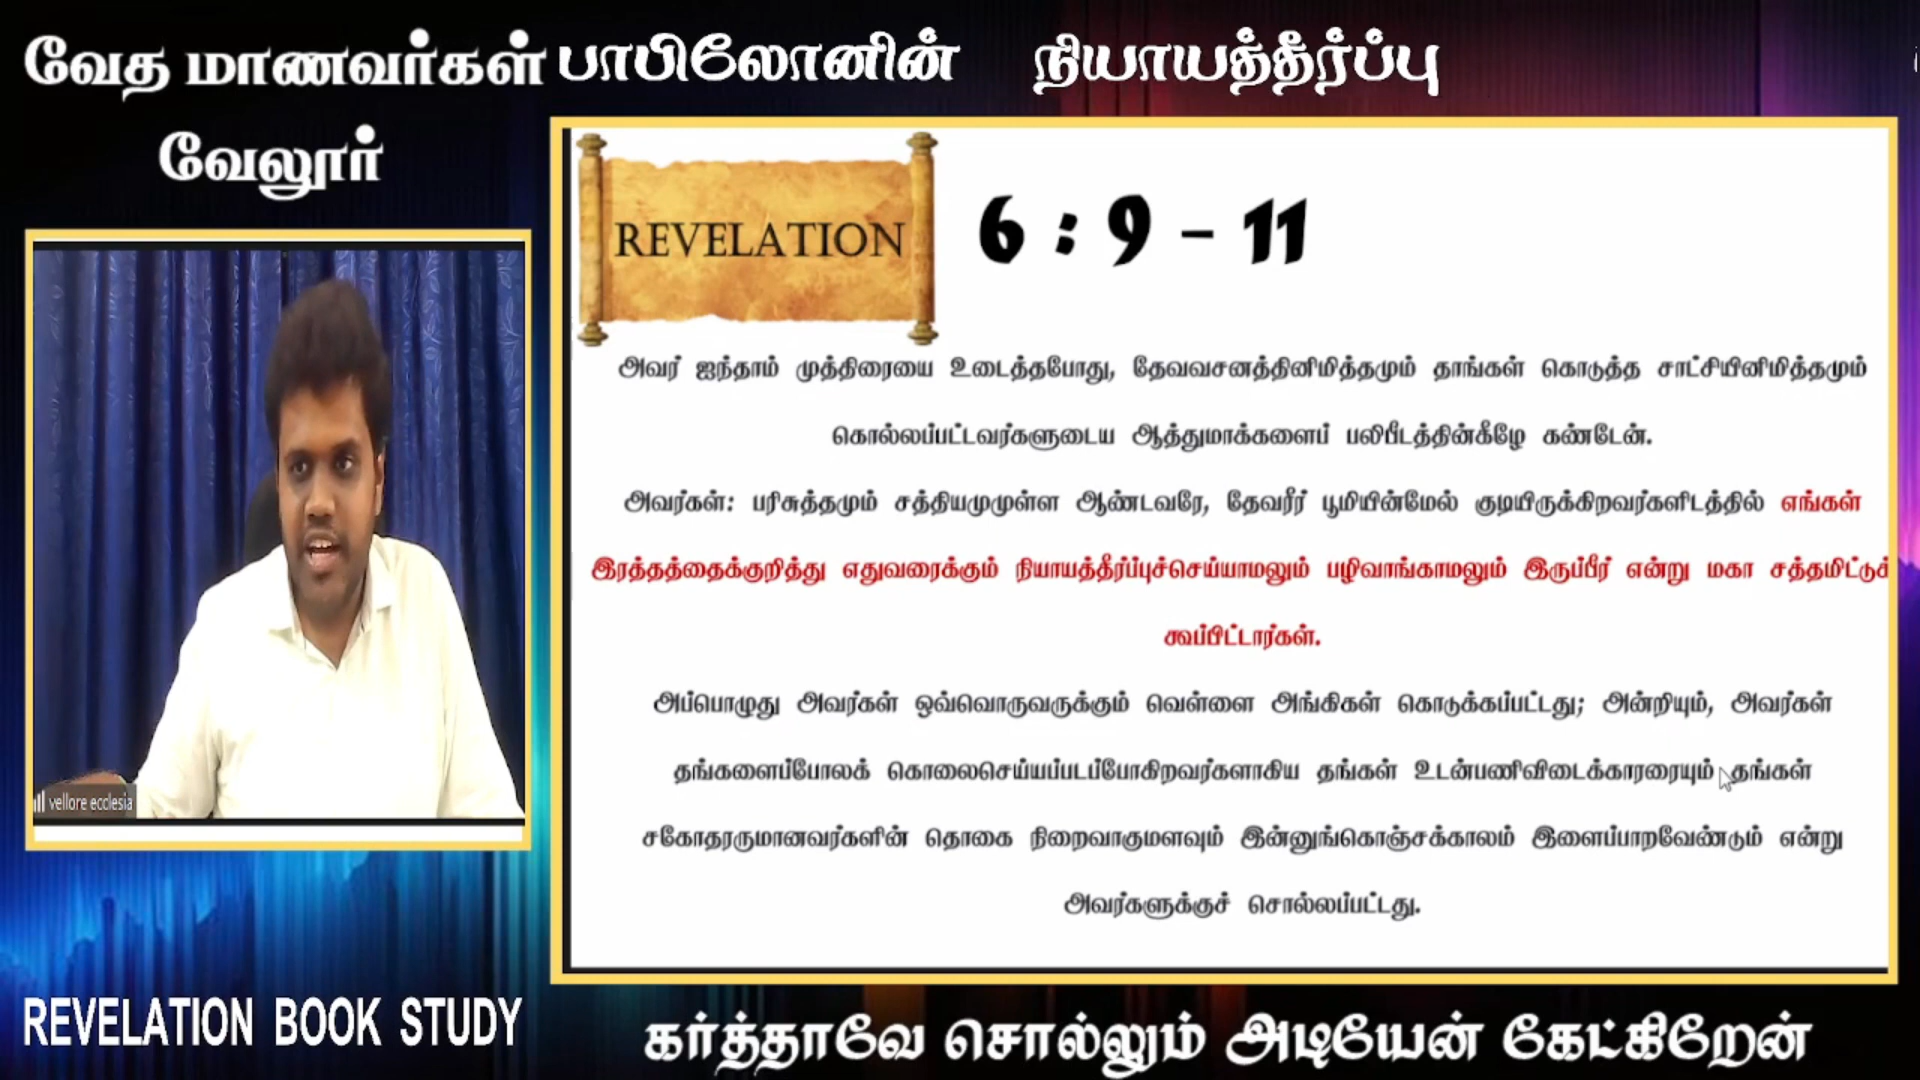 வேத மாணவர்கள்
வேலூர்
பாபிலோனின் நியாயத்தீர்ப்பு
REVELATION
6 : 9 - 11
அவர் ஐந்தாம் முத்திரையை உடைத்தபோது, தேவவசனத்தினிமித்தமும் தாங்கள் கொடுத்த சாட்சியினிமித்தமும்
கொல்லப்பட்டவர்களுடைய ஆத்துமாக்களைப் பலிபீடத்தின்கீழே கண்டேன்.
அவர்கள்: பரிசுத்தமும் சத்தியமுமுள்ள ஆண்டவரே, தேவரீர் பூமியின்மேல் குடியிருக்கிறவர்களிடத்தில் எங்கள்
இரத்தத்தைக்குறித்து எதுவரைக்கும் நியாயத்தீர்ப்புச்செய்யாமலும் பழிவாங்காமலும் இருப்பீர் என்று மகா சத்தமிட்டுக்
கூப்பிட்டார்கள்.
அப்பொழுது அவர்கள் ஒவ்வொருவருக்கும் வெள்ளை அங்கிகள் கொடுக்கப்பட்டது; அன்றியும், அவர்கள்
தங்களைப்போலக் கொலைசெய்யப்படப்போகிறவர்களாகிய தங்கள் உடன்பணிவிடைக்காரரையும் தங்கள்
சகோதரருமானவர்களின் தொகை நிறைவாகுமளவும் இன்னுங்கொஞ்சக்காலம் இளைப்பாறவேண்டும் என்று
அவர்களுக்குச் சொல்லப்பட்டது.
vellore ecclesia
REVELATION BOOK STUDY
கர்த்தாவே சொல்லும் அடியேன் கேட்கிறேன்